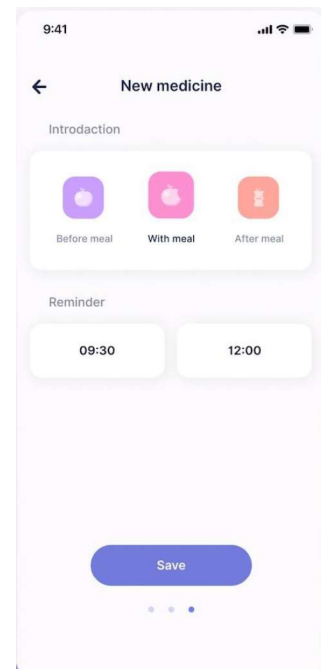 9:41
New medicine
Introdaction
Before meal With meal After meal
Reminder
09:30 12:00
Save